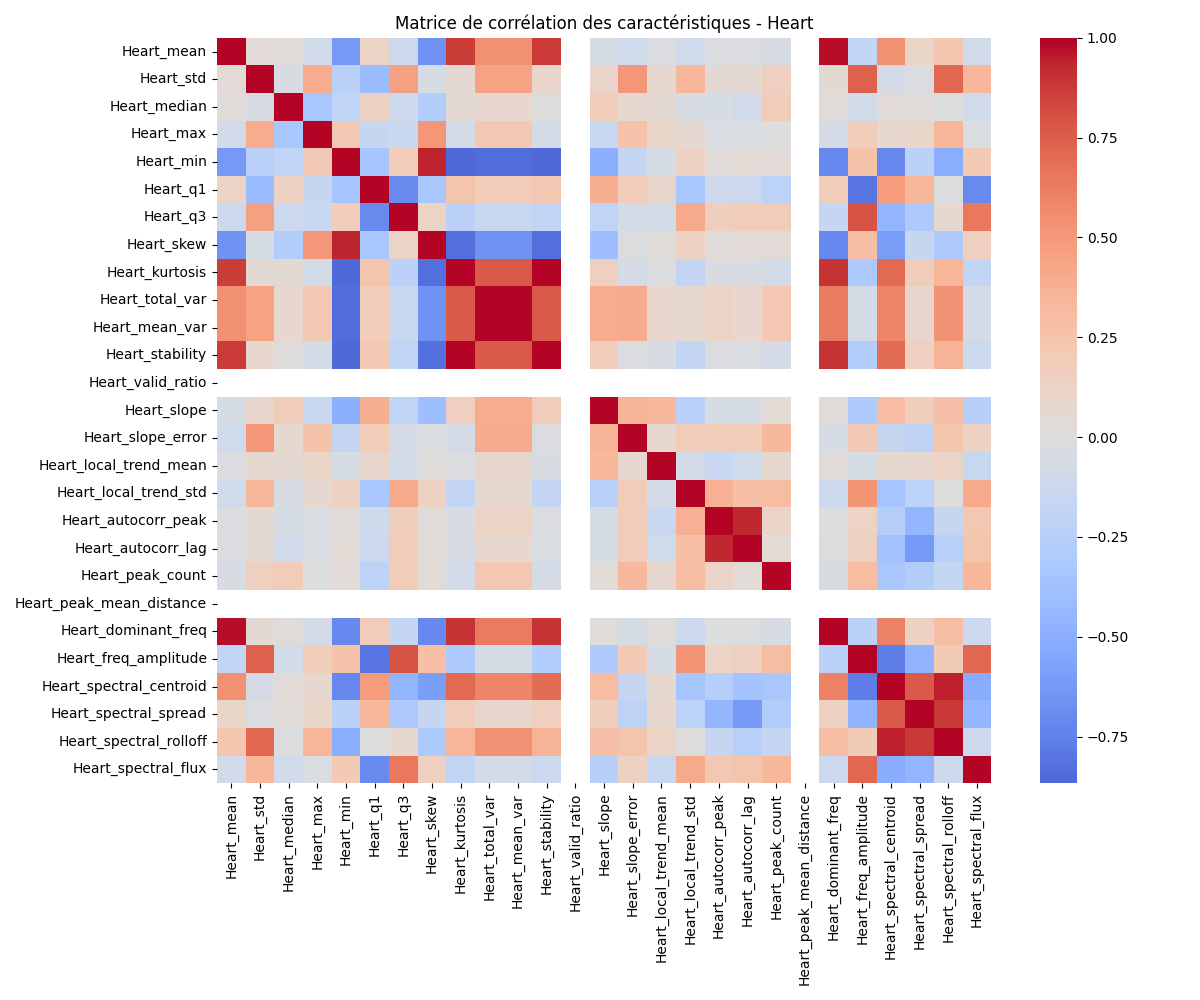 Matrice de corrélation des caractéristiques - Heart
Heart_mean
Heart_std
Heart_median
Heart_max
Heart_min
Heart_q1
Heart_q3
Heart_skew
Heart_kurtosis
Heart_total_var
Heart_mean_var
Heart_stability
Heart_valid_ratio
Heart_slope
Heart_slope_error
Heart_local_trend_mean
Heart_local_trend_std
Heart_autocorr_peak
Heart_autocorr_lag
Heart_peak_count
Heart_peak_mean_distance
Heart_dominant_freq
Heart_freq_amplitude
Heart_spectral_centroid
Heart_spectral_spread
Heart_spectral_rolloff
Heart_spectral_flux
Heart_mean
Heart_std
Heart_median
Heart_max
Heart_min
Heart_q1
Heart_q3
Heart_skew
Heart_kurtosis
Heart_total_var
Heart_mean_var
Heart_stability
Heart_valid_ratio
Heart_slope
Heart_slope_error
Heart_local_trend_mean
Heart_local_trend_std
Heart_autocorr_peak
Heart_autocorr_lag
Heart_peak_count
Heart_peak_mean_distance
Heart_dominant_freq
Heart_freq_amplitude
Heart_spectral_centroid
Heart_spectral_spread
Heart_spectral_rolloff
Heart_spectral_flux
1.00
0.75
0.50
0.25
0.00
−0.25
−0.50
−0.75